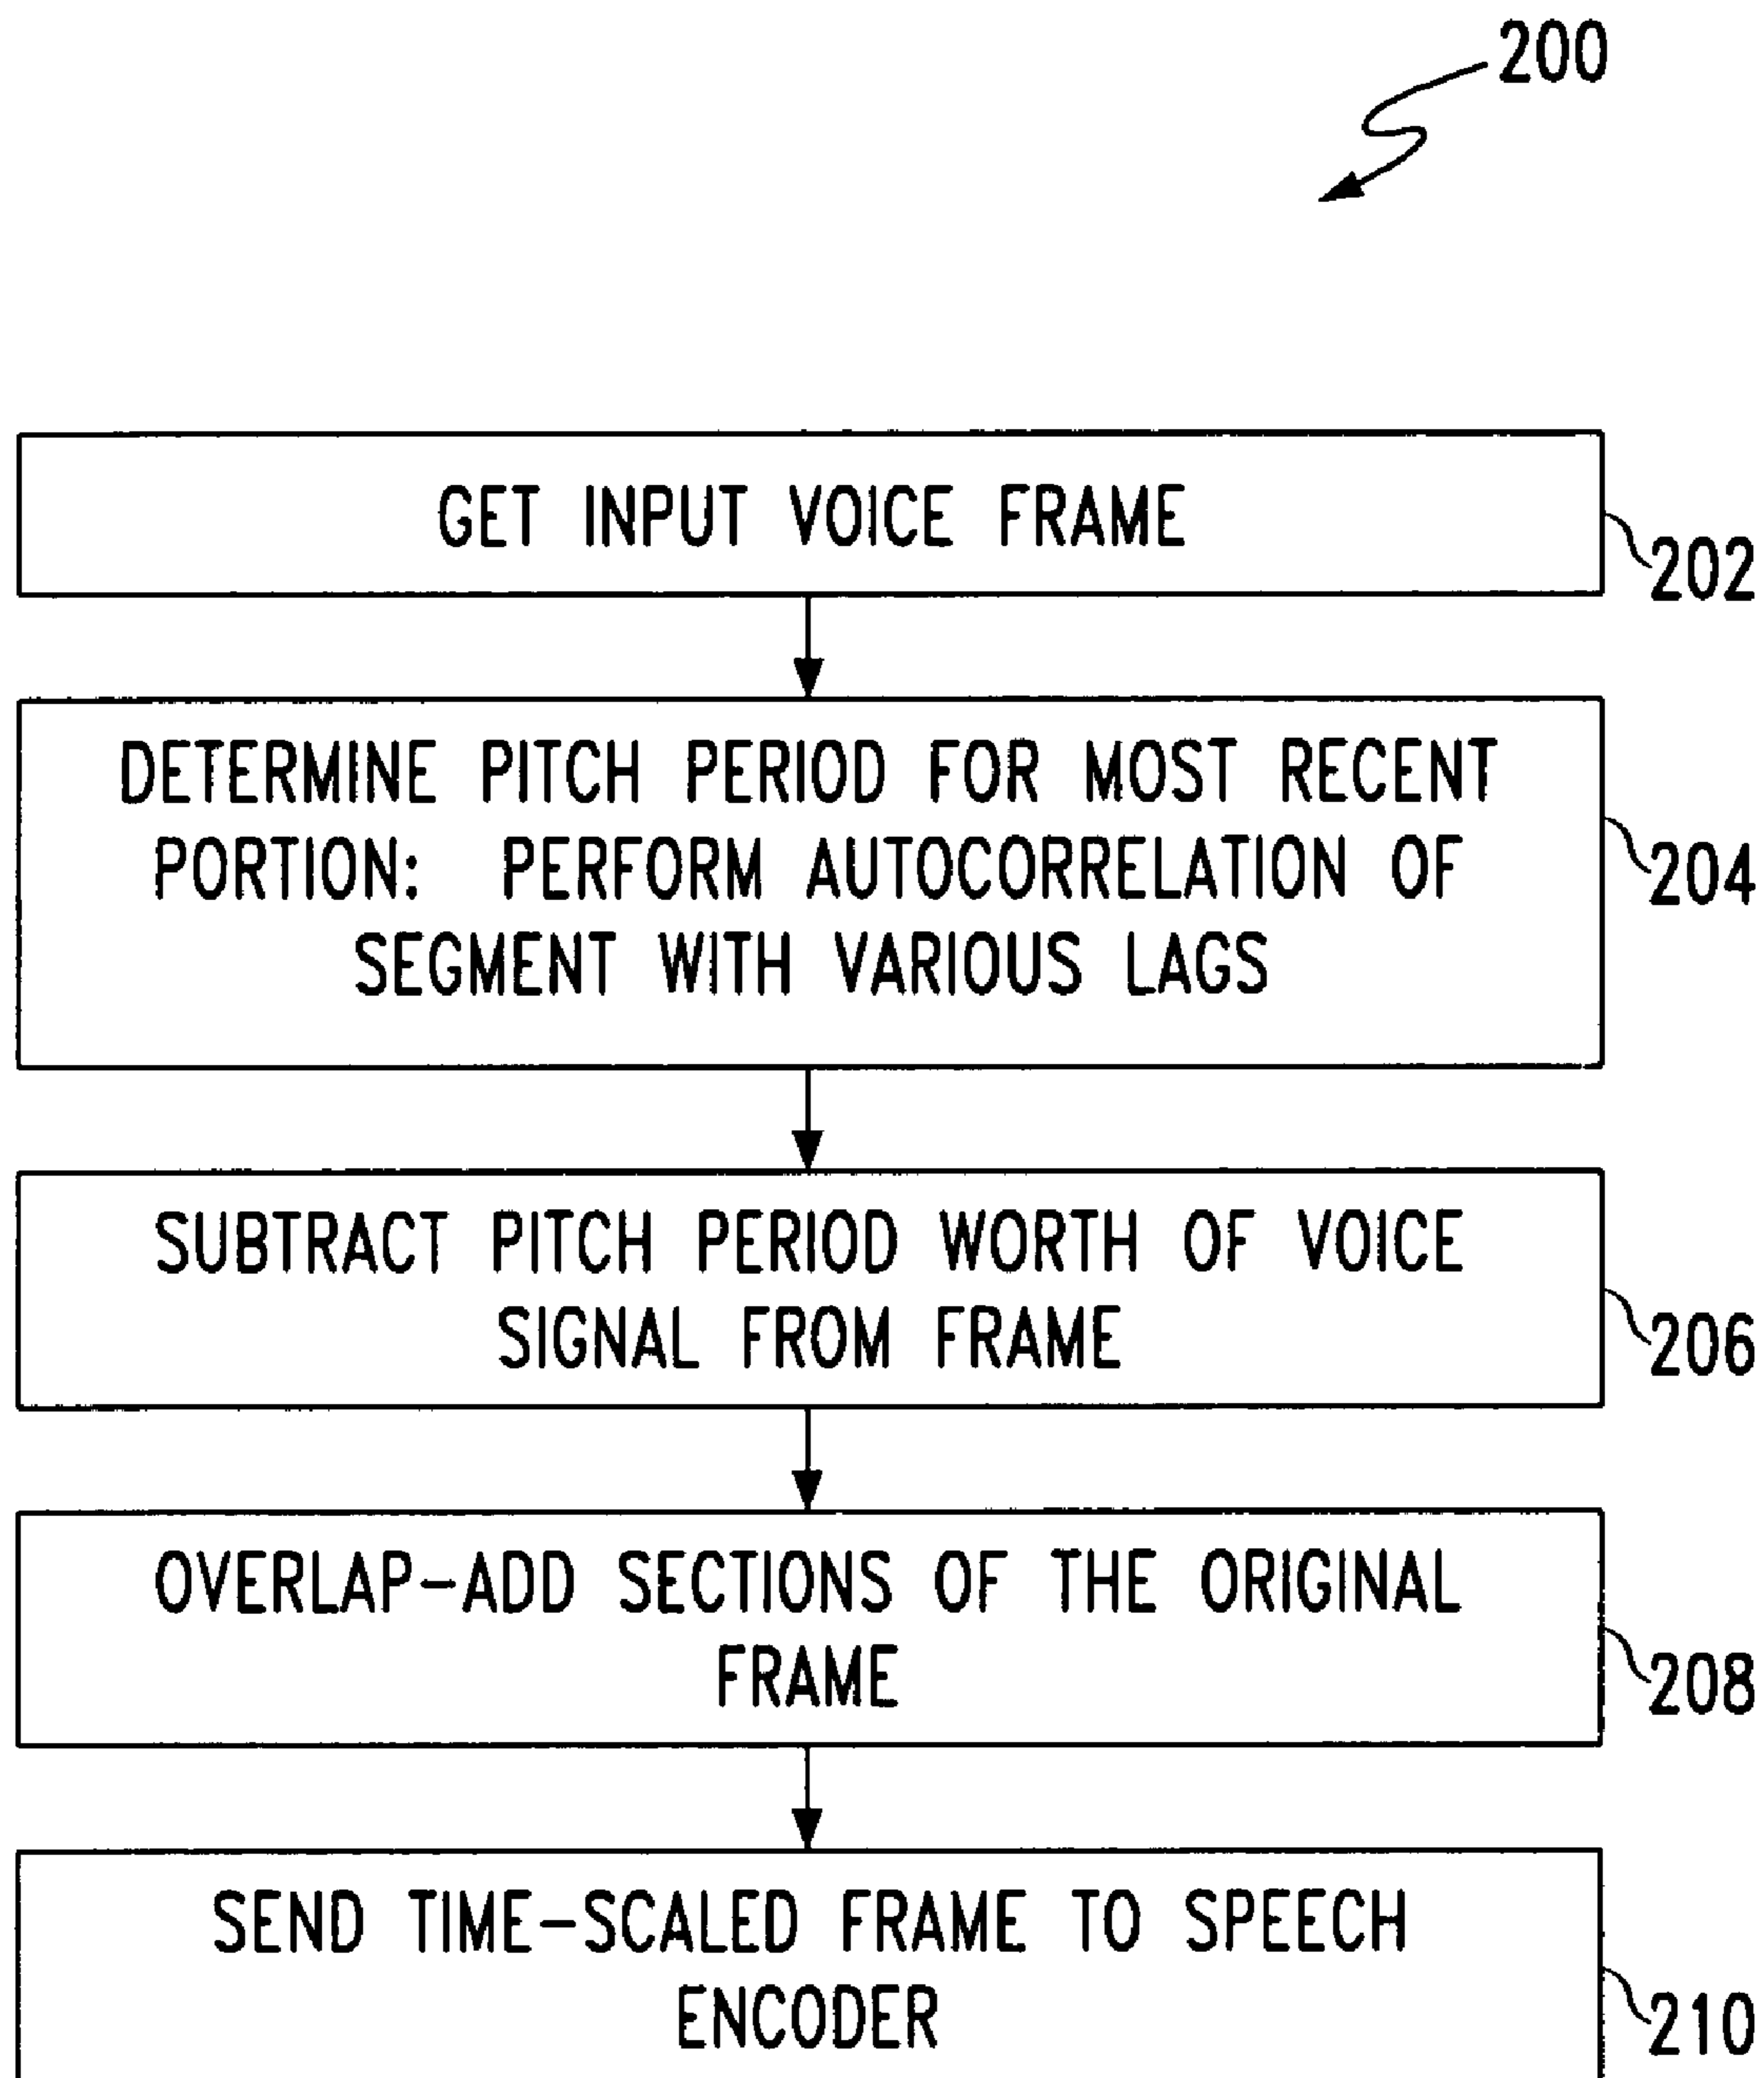 200
GET INPUT VOICE FRAME
202
DETERMINE PITCH PERIOD FOR MOST RECENT
PORTION: PERFORM AUTOCORRELATION OF
SEGMENT WITH VARIOUS LAGS
204
SUBTRACT PITCH PERIOD WORTH OF VOICE
SIGNAL FROM FRAME
206
OVERLAP-ADD SECTIONS OF THE ORIGINAL
FRAME
208
SEND TIME-SCALED FRAME TO SPEECH
ENCODER
210